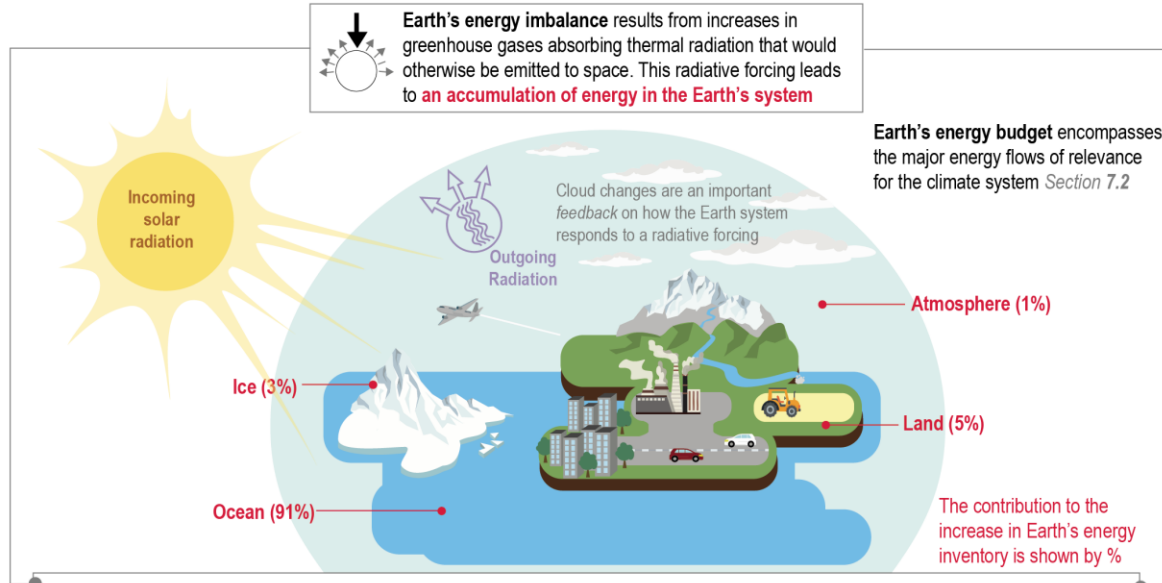 Earth's energy imbalance results from increases in
greenhouse gases absorbing thermal radiation that would
otherwise be emitted to space. This radiative forcing leads
to an accumulation of energy in the Earth's system
Earth's energy budget encompasses
the major energy flows of relevance
for the climate system Section 7.2
Incoming
solar
radiation
Cloud changes are an important
feedback on how the Earth system
responds to a radiative forcing
Outgoing
Radiation
Atmosphere (1%)
Ice (3%)
Land (5%)
Ocean (91%)
The contribution to the
increase in Earth's energy
inventory is shown by %